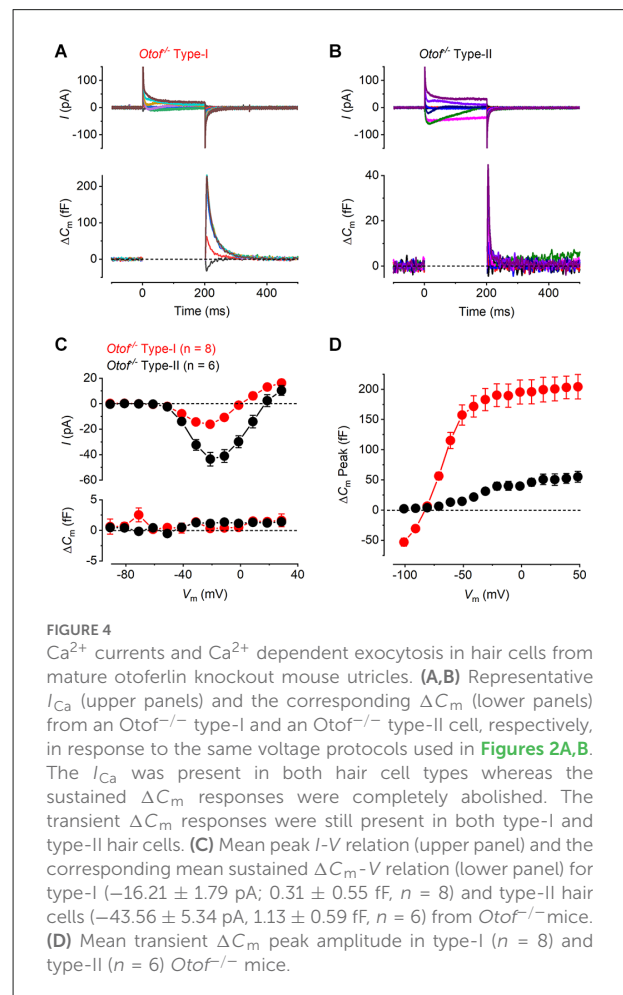 A
Otof-/- Type-I
B
Otof-/- Type-II
100
0
-100
I (pA)
100
0
-100
I (pA)
200
100
0
ΔCm (fF)
40
20
0
ΔCm (fF)
0 200 400
Time (ms)
0 200 400
Time (ms)
C
Otof-/- Type-I (n = 8)
Otof-/- Type-II (n = 6)
20
0
-20
-40
-60
I (pA)
5
0
5
ΔCm (fF)
-80 -40 0 40
Vm (mV)
D
200
150
100
50
0
-50
ΔCm Peak (fF)
-100 -50 0 50
Vm (mV)
FIGURE 4
Ca2+ currents and Ca2+ dependent exocytosis in hair cells from
mature otoferlin knockout mouse utricles. (A,B) Representative
ICa (upper panels) and the corresponding ΔCm (lower panels)
from an Otof−/− type-I and an Otof−/− type-II cell, respectively,
in response to the same voltage protocols used in Figures 2A,B.
The ICa was present in both hair cell types whereas the
sustained ΔCm responses were completely abolished. The
transient ΔCm responses were still present in both type-I and
type-II hair cells. (C) Mean peak I-V relation (upper panel) and the
corresponding mean sustained ΔCm-V relation (lower panel) for
type-I (−16.21 ± 1.79 pA; 0.31 ± 0.55 fF, n = 8) and type-II hair
cells (−43.56 ± 5.34 pA, 1.13 ± 0.59 fF, n = 6) from Otof−/− mice.
(D) Mean transient ΔCm peak amplitude in type-I (n = 8) and
type-II (n = 6) Otof−/− mice.